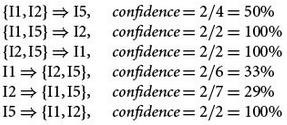 {I1,I2} ⇒ I5, confidence = 2/4 = 50%
{I1,I5} ⇒ I2, confidence = 2/2 = 100%
{I2,I5} ⇒ I1, confidence = 2/2 = 100%
I1 ⇒ {I2,I5}, confidence = 2/6 = 33%
I2 ⇒ {I1,I5}, confidence = 2/7 = 29%
I5 ⇒ {I1,I2}, confidence = 2/2 = 100%